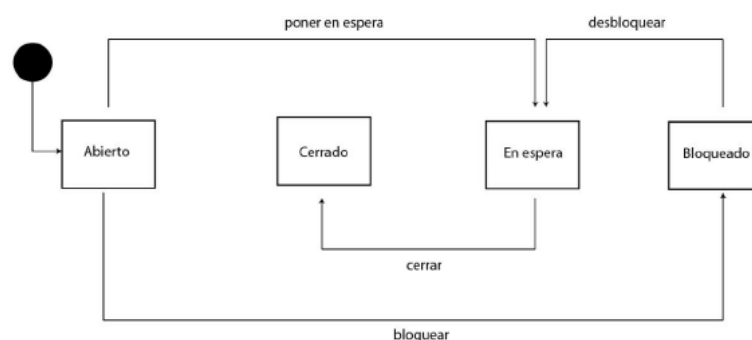 poner en espera
desbloquear
Abierto
Cerrado
En espera
Bloqueado
cerrar
bloquear